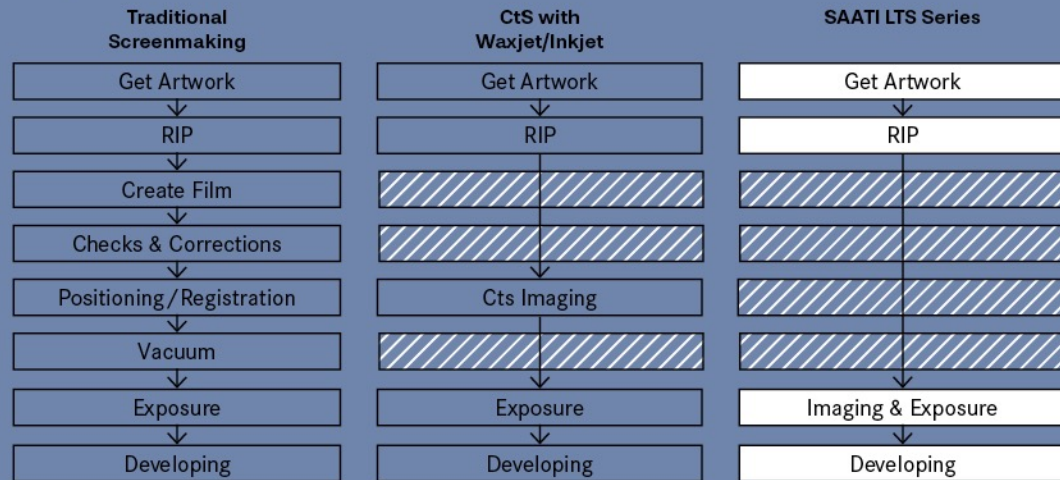 Traditional
Screenmaking
Get Artwork
RIP
Create Film
Checks & Corrections
Positioning/Registration
Vacuum
Exposure
Developing
CtS with
Waxjet/Inkjet
Get Artwork
RIP
Cts Imaging
Exposure
Developing
SAATI LTS Series
Get Artwork
RIP
Imaging & Exposure
Developing